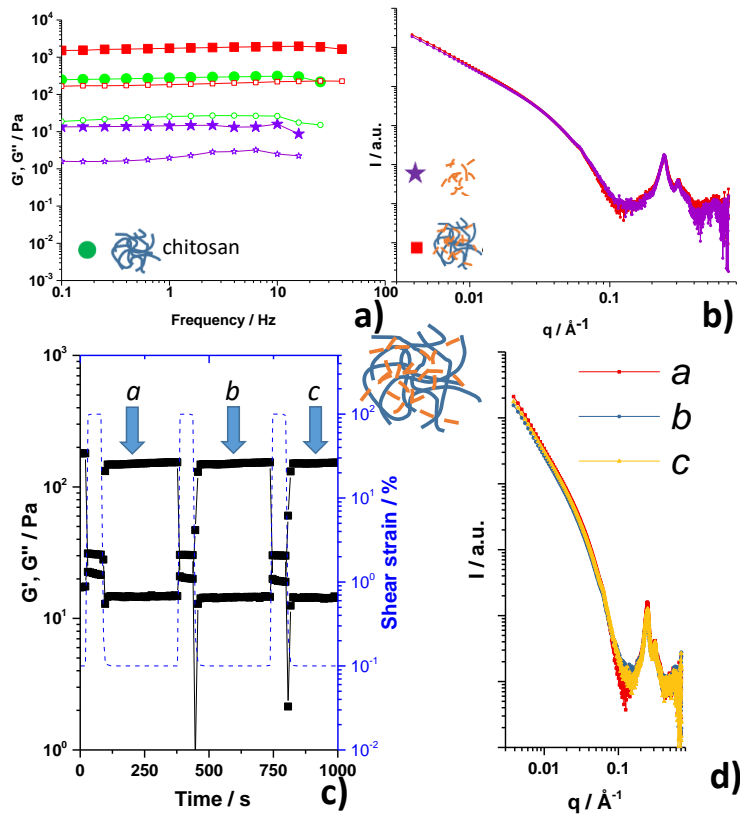 10⁴
10³
10²
10¹
10⁰
10⁻¹
10⁻²
10⁻³
G', G'' / Pa
chitosan
0.1
1
10
100
Frequency / Hz
a)
I / a.u.
0.01
0.1
q / Å⁻¹
b)
10³
10²
10¹
10⁰
G', G'' / Pa
a
b
c
10³
10²
10¹
10⁰
10⁻¹
10⁻²
Shear strain / %
0
250
500
750
1000
Time / s
c)
a
b
c
I / a.u.
0.01
0.1
q / Å⁻¹
d)